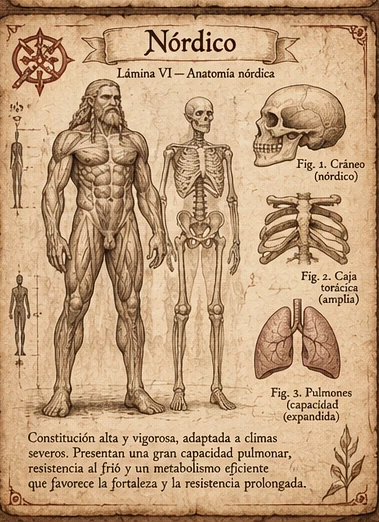 Nórdico
Lámina VI — Anatomía nórdica
Fig. 1. Cráneo
(nórdico)
Fig. 2. Caja
torácica
(amplia)
Fig. 3. Pulmones
(capacidad
(expandida)
Constitución alta y vigorosa, adaptada a climas
severos. Presentan una gran capacidad pulmonar,
resistencia al frió y un metabolismo eficiente
que favorece la fortaleza y la resistencia prolongada.